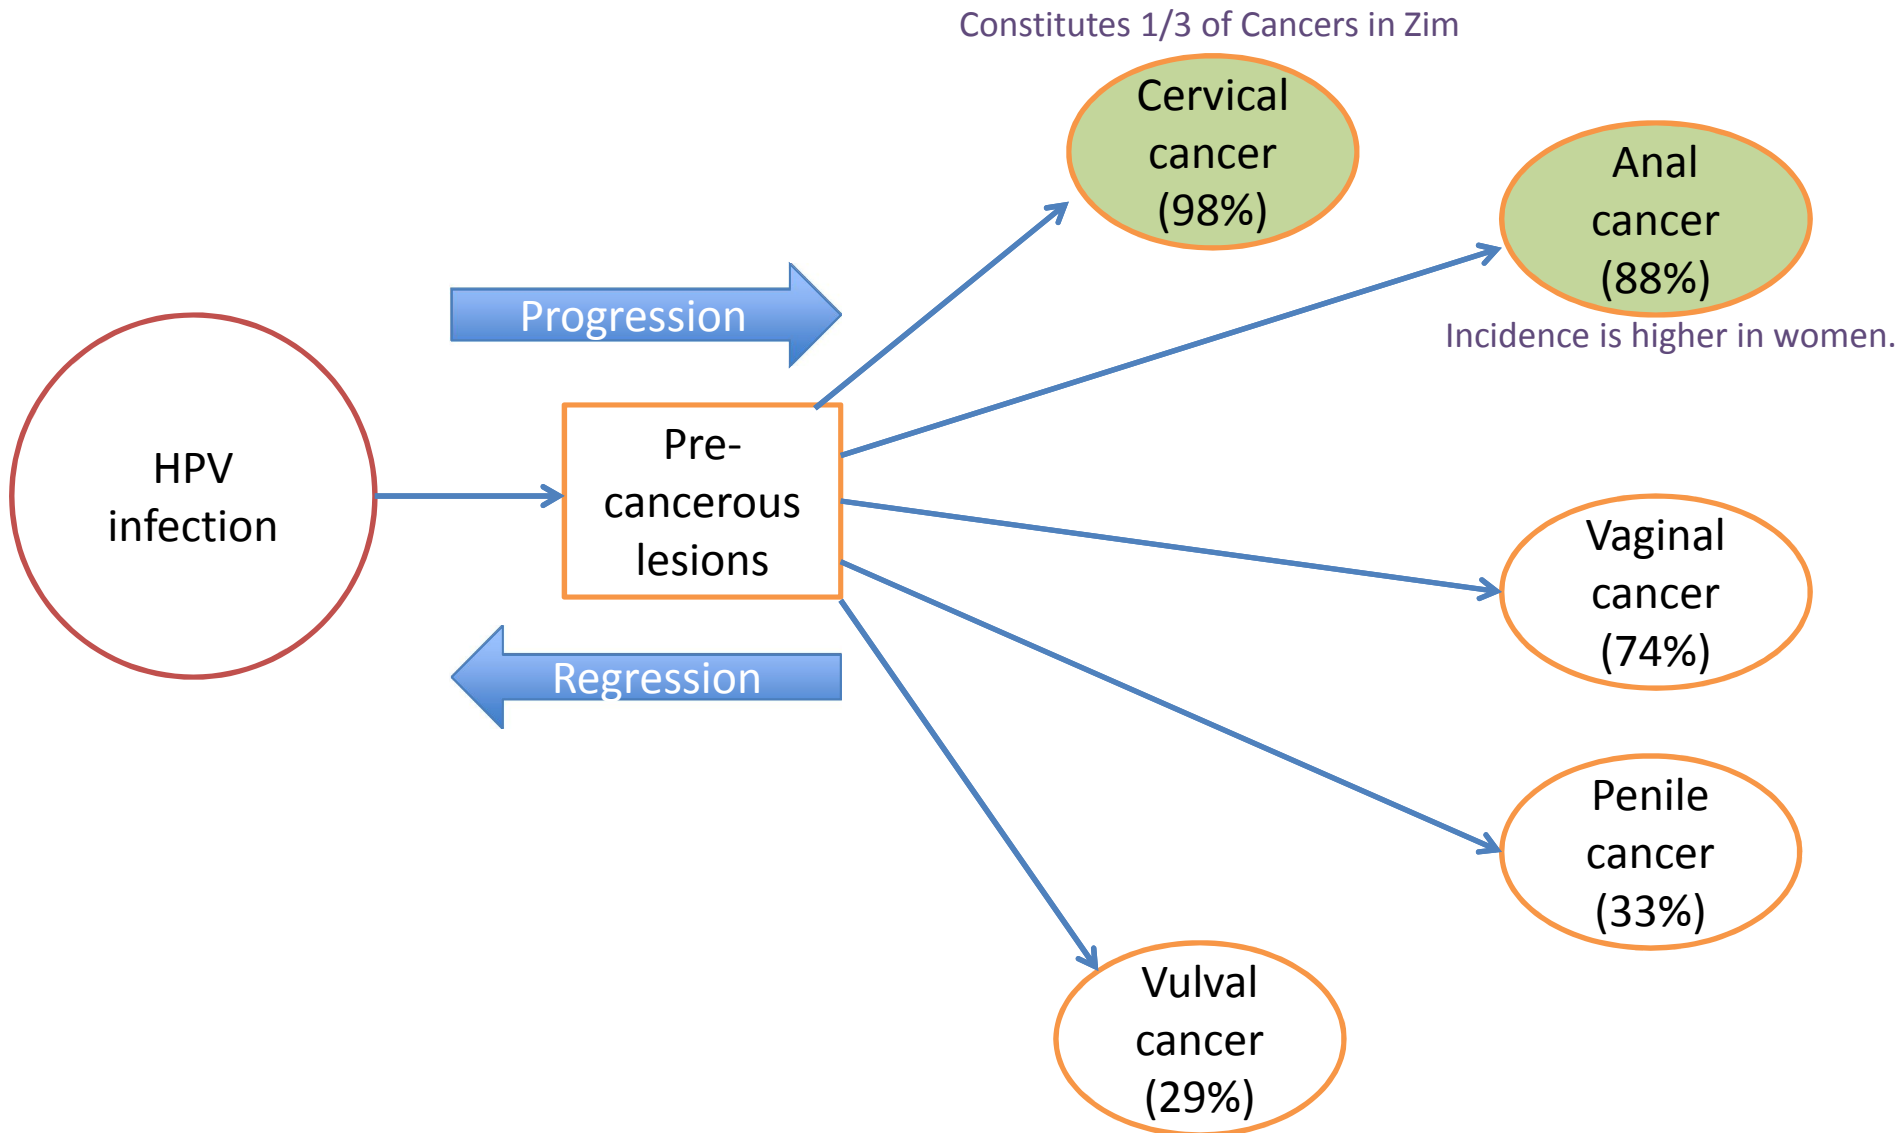 Constitutes 1/3 of Cancers in Zim
Cervical
cancer
(98%)
Anal
cancer
(88%)
Incidence is higher in women.
Progression
HPV
infection
Pre-
cancerous
lesions
Regression
Vaginal
cancer
(74%)
Penile
cancer
(33%)
Vulval
cancer
(29%)